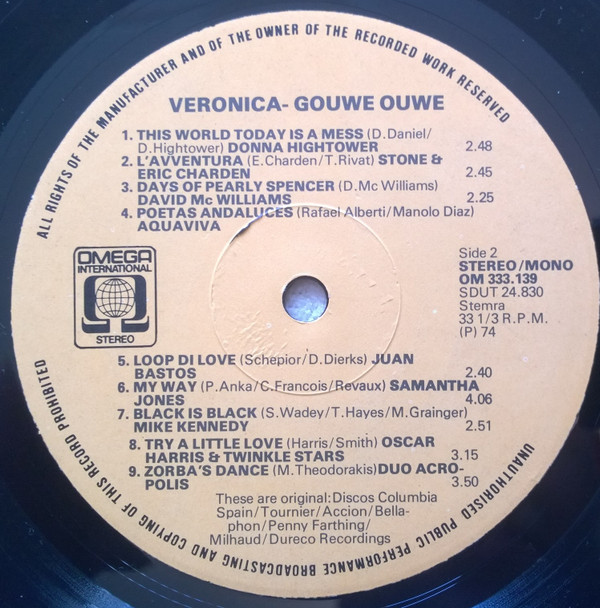 ALL RIGHTS OF THE MANUFACTURER AND OF THE OWNER OF THE RECORDED WORK RESERVED
VERONICA- GOUWE OUWE
1. THIS WORLD TODAY IS A MESS (D.Daniel/
D.Hightower) DONNA HIGHTOWER 2.48
2. L'AVVENTURA (E.Charden/T.Rivat) STONE &
ERIC CHARDEN 2.45
3. DAYS OF PEARLY SPENCER (D.Mc Williams)
DAVID Mc WILLIAMS 2.25
4. POETAS ANDALUCES (Rafael Alberti/Manolo Diaz)
AQUAVIVA
OMEGA
INTERNATIONAL
STEREO
Side 2
STEREO/MONO
OM 333.139
SDUT 24.830
Stemra
33 1/3 R.P.M.
(P) 74
5. LOOP DI LOVE (Schepior/D.Dierks) JUAN
BASTOS 2.40
6. MY WAY (P.Anka/C.Francois/Revaux) SAMANTHA
JONES 4.06
7. BLACK IS BLACK (S.Wadey/T.Hayes/M.Grainger)
MIKE KENNEDY 2.51
8. TRY A LITTLE LOVE (Harris/Smith) OSCAR
HARRIS & TWINKLE STARS 3.15
9. ZORBA'S DANCE (M.Theodorakis) DUO ACRO-
POLIS 3.50
These are original: Discos Columbia
Spain/Tournier/Accion/Bella-
phon/Penny Farthing/
Milhaud/Dureco Recordings
UNAUTHORISED PUBLIC PERFORMANCE BROADCASTING AND COPYING OF THIS RECORD PROHIBITED